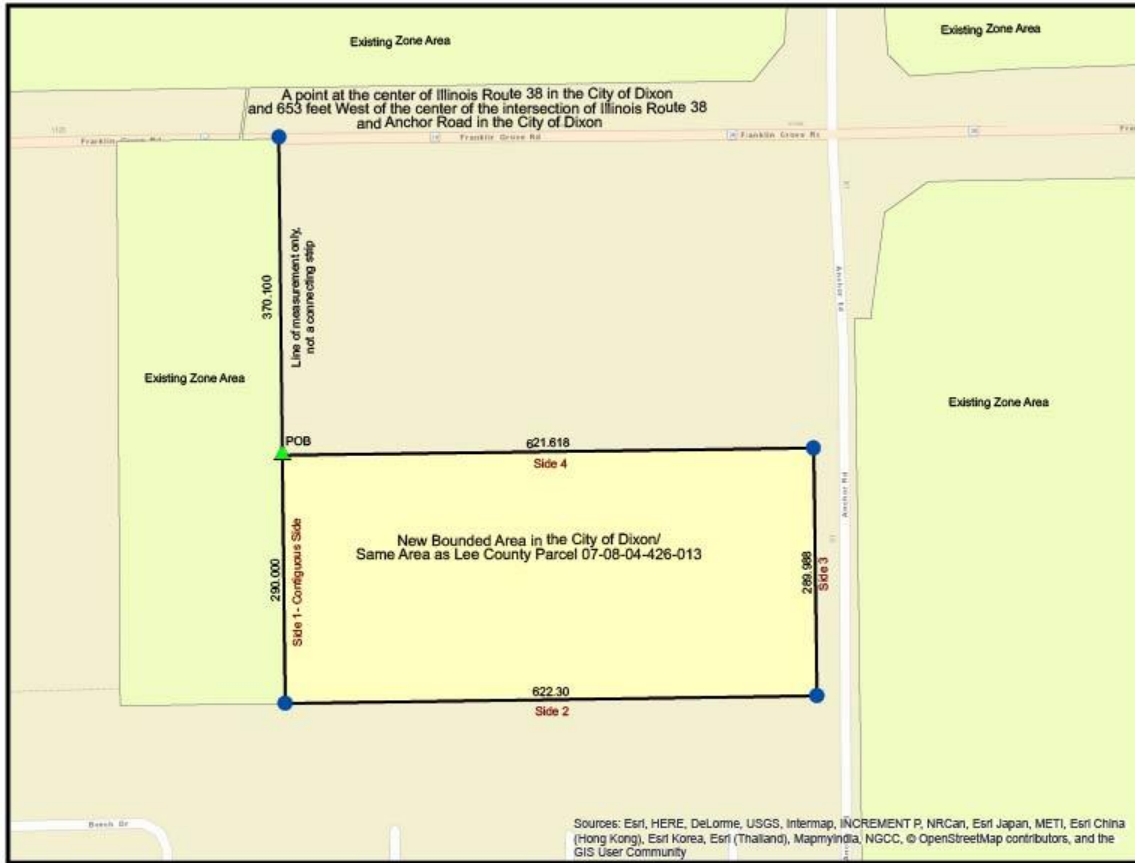 Existing Zone Area
Existing Zone Area
A point at the center of Illinois Route 38 in the City of Dixon
and 653 feet West of the center of the intersection of Illinois Route 38
and Anchor Road in the City of Dixon
Franklin Grove Rd
Franklin Grove Rd
Franklin Grove Rd
370.100
Line of measurement only,
not a connecting strip
Anchor Rd
Existing Zone Area
Existing Zone Area
POB
621.618
Side 4
Anchor Rd
New Bounded Area in the City of Dixon/
Same Area as Lee County Parcel 07-08-04-426-013
290.000
Side 1- Contiguous Side
289.988
Side 3
622.30
Side 2
Beech Dr
Sources: Esri, HERE, DeLorme, USGS, Intermap, INCREMENT P, NRCan, Esri Japan, METI, Esri China
(Hong Kong), Esri Korea, Esri (Thailand), MapmyIndia, NGCC, © OpenStreetMap contributors, and the
GIS User Community